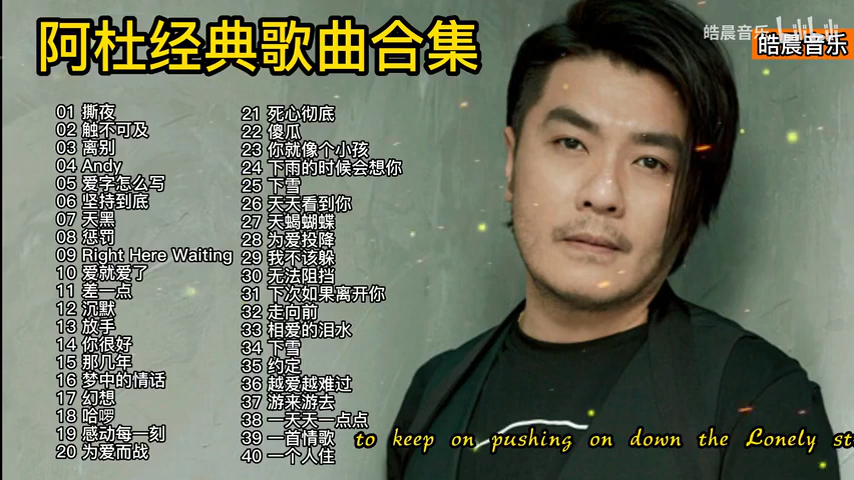 阿杜经典歌曲合集
皓晨音乐
皓晨音乐
01 撕夜
02 触不可及
03 离别
04 Andy
05 爱字怎么写
06 坚持到底
07 天黑
08 惩罚
09 Right Here Waiting
10 爱就爱了
11 差一点
12 沉默
13 放手
14 你很好
15 那几年
16 梦中的情话
17 幻想
18 哈啰
19 感动每一刻
20 为爱而战
21 死心彻底
22 傻瓜
23 你就像个小孩
24 下雨的时候会想你
25 下雪
26 天天看到你
27 天蝎蝴蝶
28 为爱投降
29 我不该躲
30 无法阻挡
31 下次如果离开你
32 走向前
33 相爱的泪水
34 下雪
35 约定
36 越爱越难过
37 游来游去
38 一天天一点点
39 一首情歌
40 一个人住
to keep on pushing on down the Lonely st